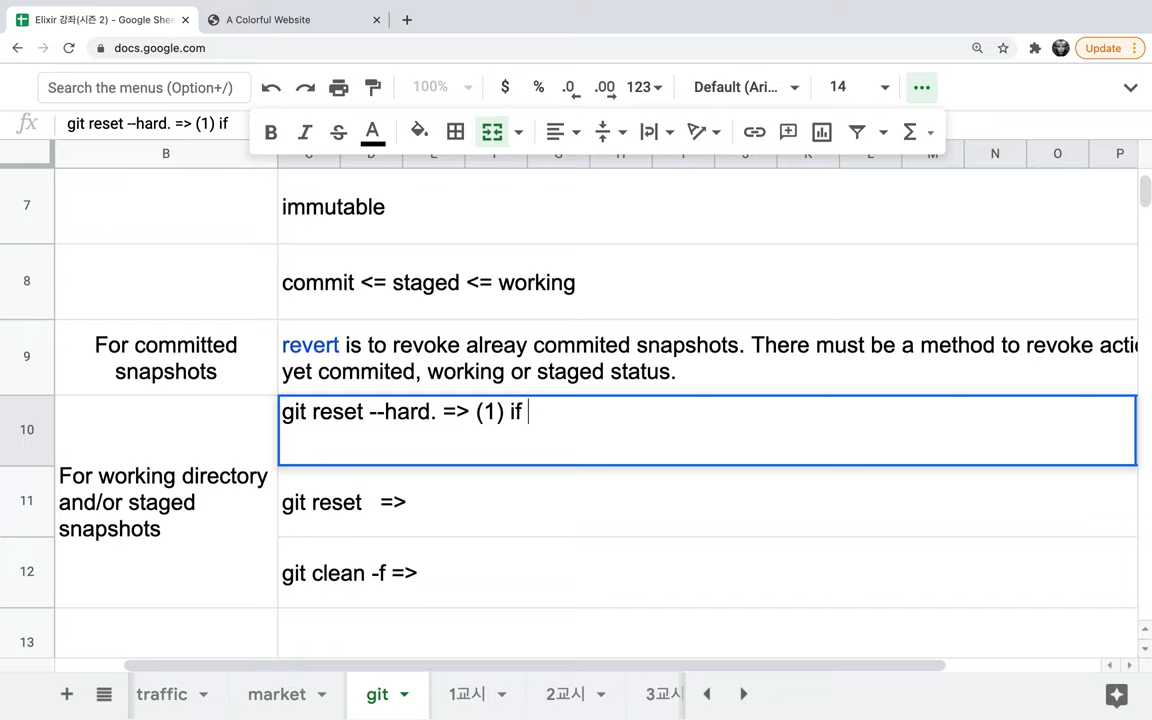 Elixir 강좌(시즌 2) - Google Shee
A Colorful Website
docs.google.com
Update
Search the menus (Option+/)
100%
$ % .0 .00 123
Default (Ari...
14
fx git reset --hard. => (1) if
B I S A
B C D E F G H I J K L M N O P
7
immutable
8
commit <= staged <= working
9
For committed
snapshots
revert is to revoke alreay commited snapshots. There must be a method to revoke actio
yet commited, working or staged status.
10
git reset --hard. => (1) if
For working directory
and/or staged
snapshots
11
git reset =>
12
git clean -f =>
13
traffic
market
git
1교시
2교시
3교시